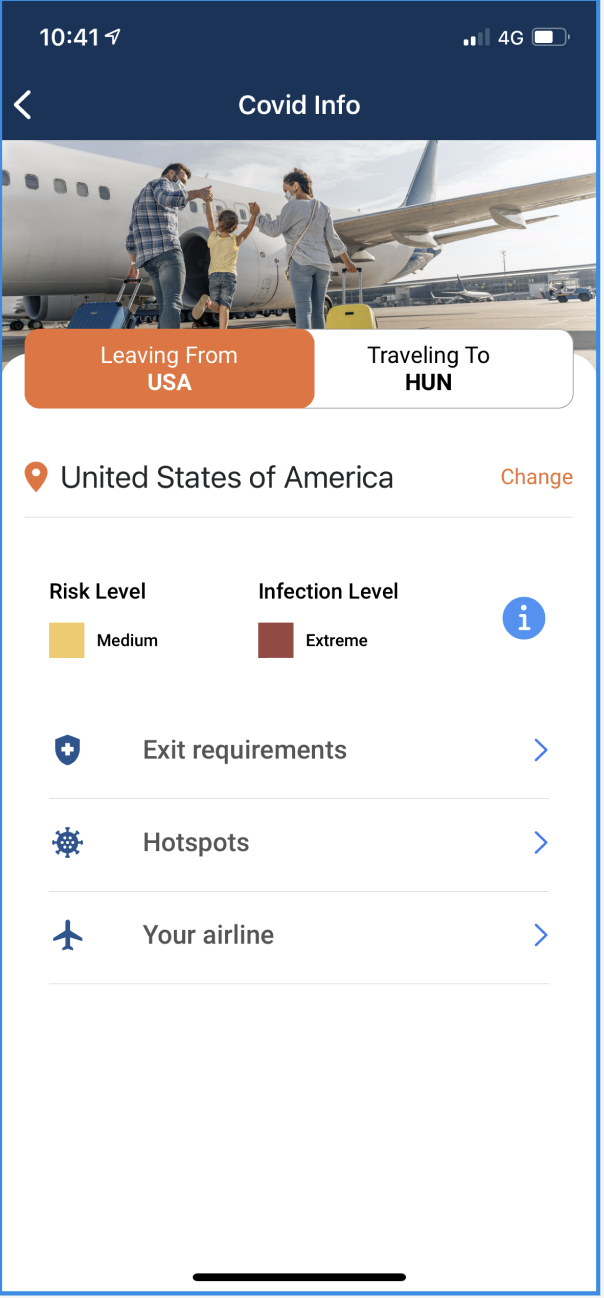 10:41
4G
Covid Info
Leaving From
USA
Traveling To
HUN
United States of America
Change
Risk Level
Infection Level
Medium
Extreme
Exit requirements
Hotspots
Your airline